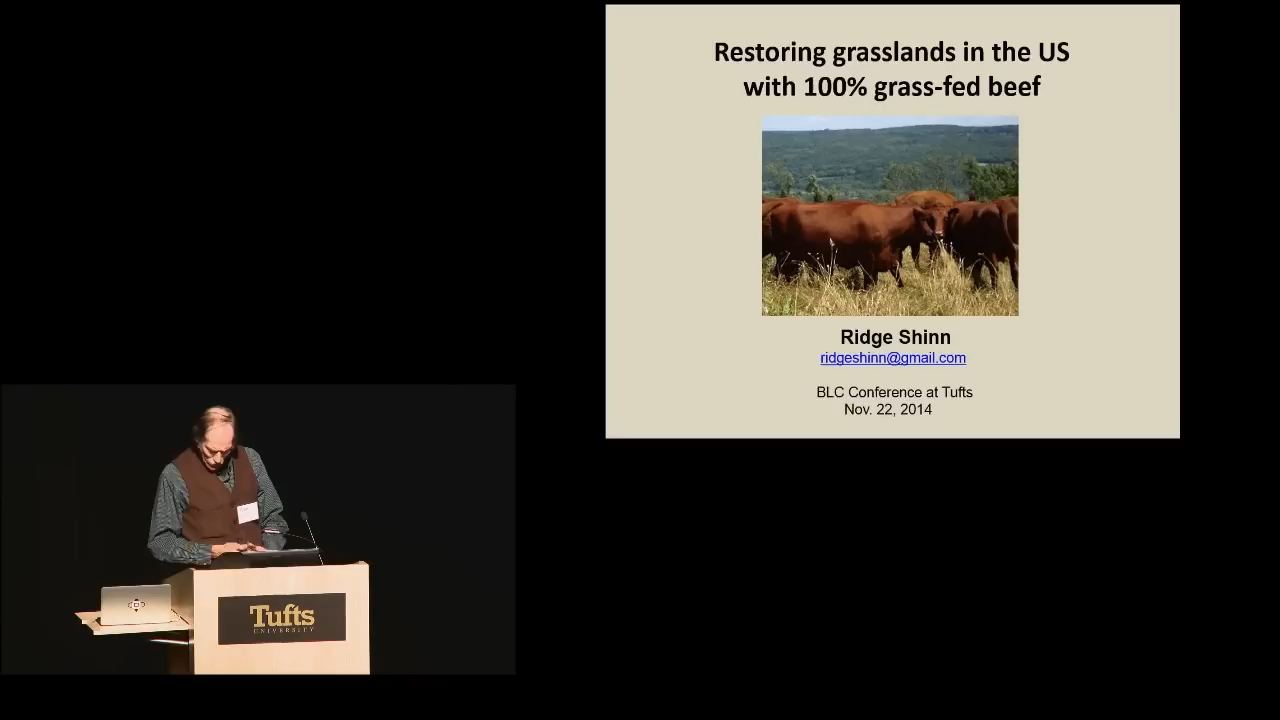 Restoring grasslands in the US
with 100% grass-fed beef
Ridge Shinn
ridgeshinn@gmail.com
BLC Conference at Tufts
Nov. 22, 2014
Tufts
UNIVERSITY